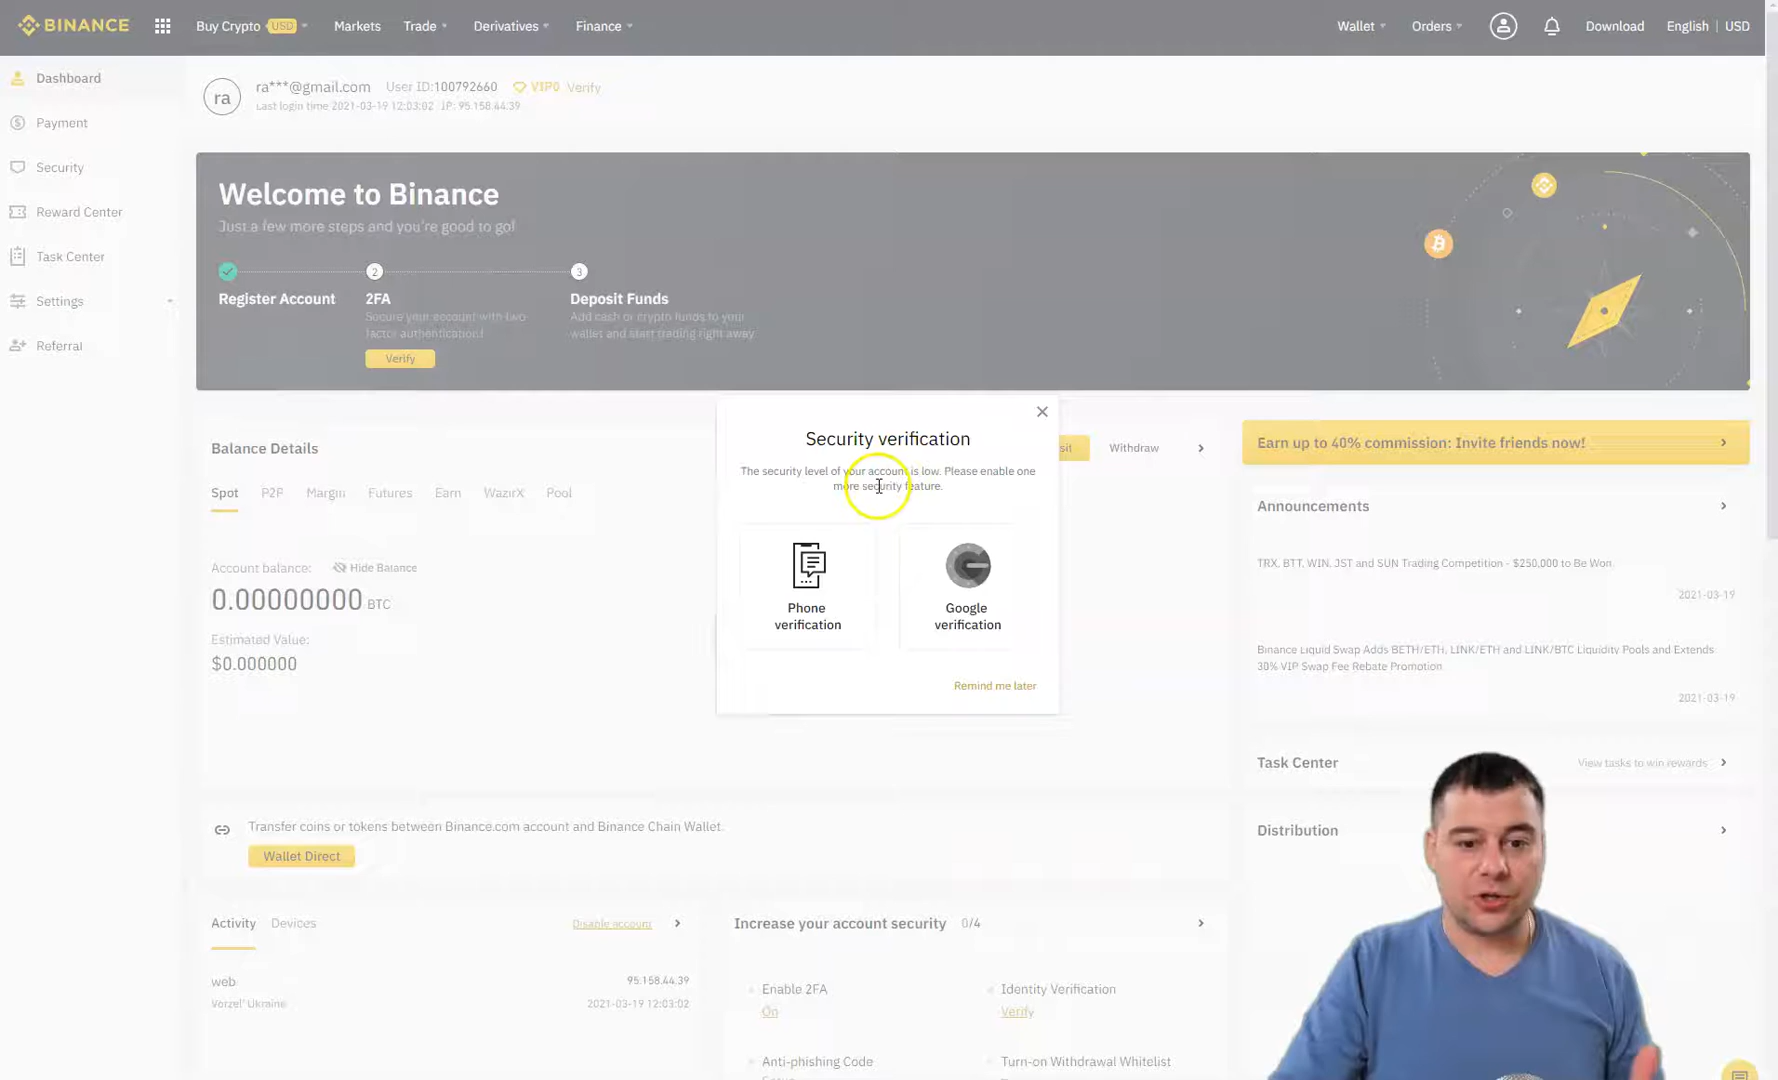 BINANCE
Buy Crypto USD
Markets
Trade
Derivatives
Finance
Wallet
Orders
Download
English | USD
Dashboard
Payment
Security
Reward Center
Task Center
Settings
Referral
ra
ra***@gmail.com User ID:100792660 VIP0 Verify
Last login time 2021-03-19 12:03:02 IP: 95.158.44.39
Welcome to Binance
Just a few more steps and you're good to go!
2
3
Register Account
2FA
Secure your account with two
factor authentication!
Verify
Deposit Funds
Add cash or crypto funds to your
wallet and start trading right away
Balance Details
Withdraw
Spot P2P Margin Futures Earn WazirX Pool
Account balance: Hide Balance
0.00000000 BTC
Estimated Value:
$0.000000
Security verification
The security level of your account is low. Please enable one
more security feature.
Phone
verification
Google
verification
Remind me later
Earn up to 40% commission: Invite friends now!
Announcements
TRX, BTT, WIN, JST and SUN Trading Competition - $250,000 to Be Won
2021-03-19
Binance Liquid Swap Adds BETH/ETH, LINK/ETH and LINK/BTC Liquidity Pools and Extends
30% VIP Swap Fee Rebate Promotion
2021-03-19
Task Center
View tasks to win rewards
Distribution
Transfer coins or tokens between Binance.com account and Binance Chain Wallet.
Wallet Direct
Activity Devices
Disable account
web 95.158.44.39
Vorzel' Ukraine 2021-03-19 12:03:02
Increase your account security 0/4
Enable 2FA
On
Identity Verification
Verify
Anti-phishing Code
Turn-on Withdrawal Whitelist